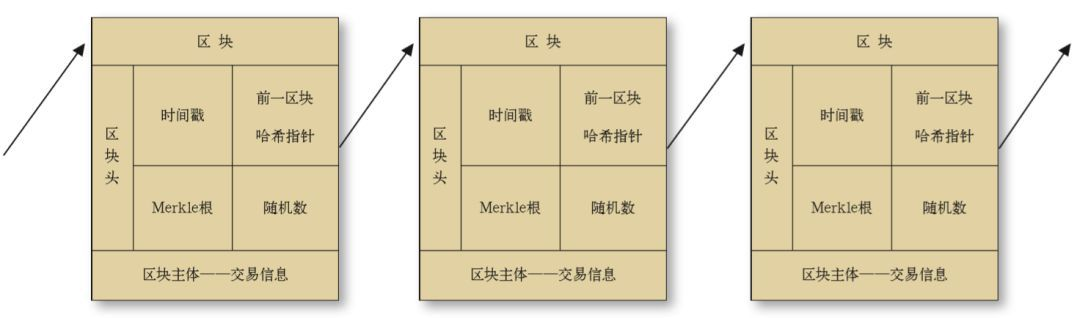 区 块
区块头
时间戳
前一区块
哈希指针
Merkle根
随机数
区块主体——交易信息
区 块
区块头
时间戳
前一区块
哈希指针
Merkle根
随机数
区块主体——交易信息
区 块
区块头
时间戳
前一区块
哈希指针
Merkle根
随机数
区块主体——交易信息